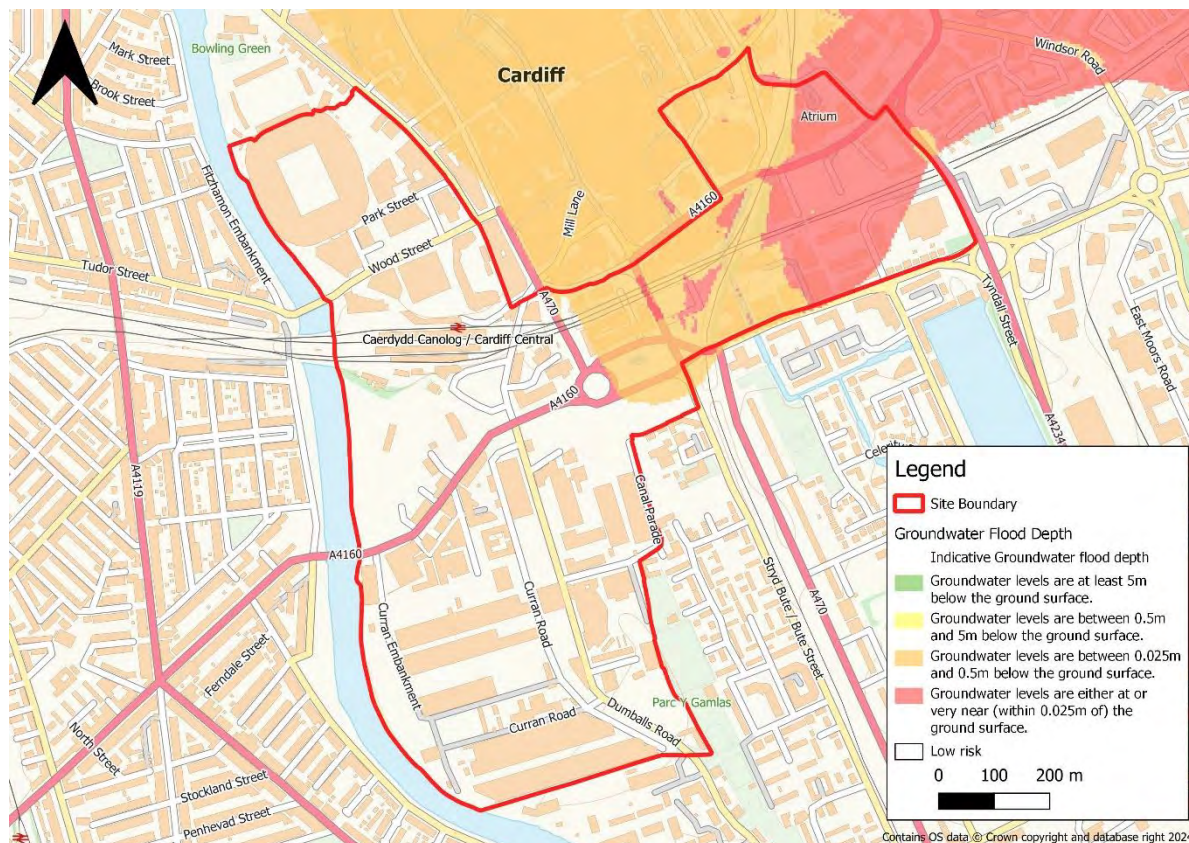 Mark Street
Bowling Green
Cardiff
Windsor Road
Brook Street
Atrium
Fitzhamon Embankment
Park Street
Mill Lane
A4160
Wood Street
Tudor Street
A470
Caerdydd Canolog / Cardiff Central
Tyndall Street
East Moors Road
A4160
A4119
A4234
Canal Parade
A4160
Curran Embankment
Curran Road
Stryd Bute / Bute Street
A470
Ferndale Street
Parc Y Gamlas
Curran Road
Dumballs Road
North Street
Stockland Street
Penhevad Street
Legend
Site Boundary
Groundwater Flood Depth
Indicative Groundwater flood depth
Groundwater levels are at least 5m
below the ground surface.
Groundwater levels are between 0.5m
and 5m below the ground surface.
Groundwater levels are between 0.025m
and 0.5m below the ground surface.
Groundwater levels are either at or
very near (within 0.025m of) the
ground surface.
Low risk
0 100 200 m
Contains OS data © Crown copyright and database right 2024